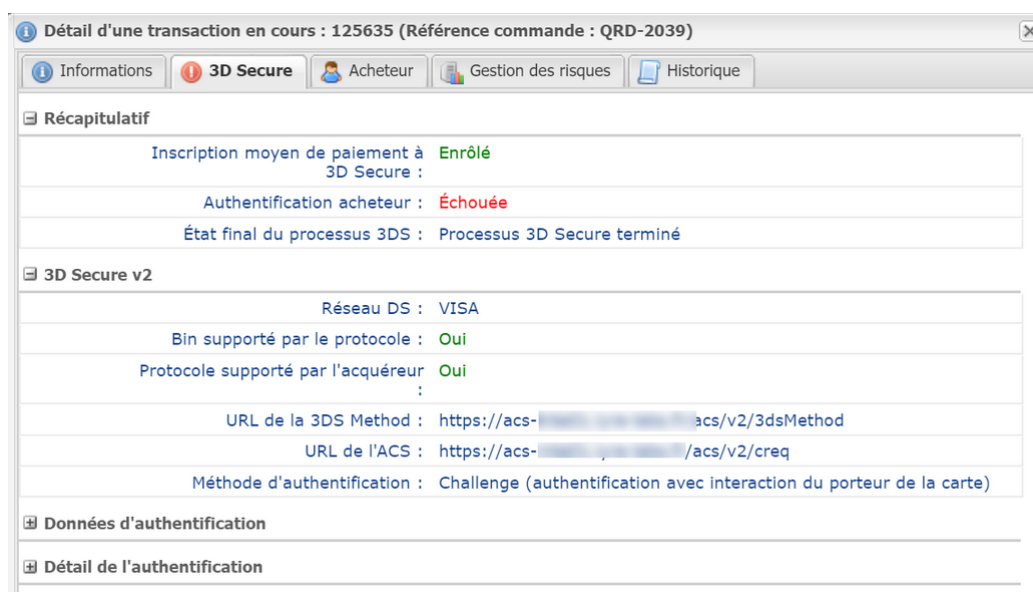 Détail d'une transaction en cours : 125635 (Référence commande : QRD-2039)
Informations 3D Secure Acheteur Gestion des risques Historique
Récapitulatif
Inscription moyen de paiement à Enrôlé
3D Secure :
Authentification acheteur : Échouée
État final du processus 3DS : Processus 3D Secure terminé
3D Secure v2
Réseau DS : VISA
Bin supporté par le protocole : Oui
Protocole supporté par l'acquéreur Oui
:
URL de la 3DS Method : https://acs- acs/v2/3dsMethod
URL de l'ACS : https://acs- /acs/v2/creq
Méthode d'authentification : Challenge (authentification avec interaction du porteur de la carte)
Données d'authentification
Détail de l'authentification